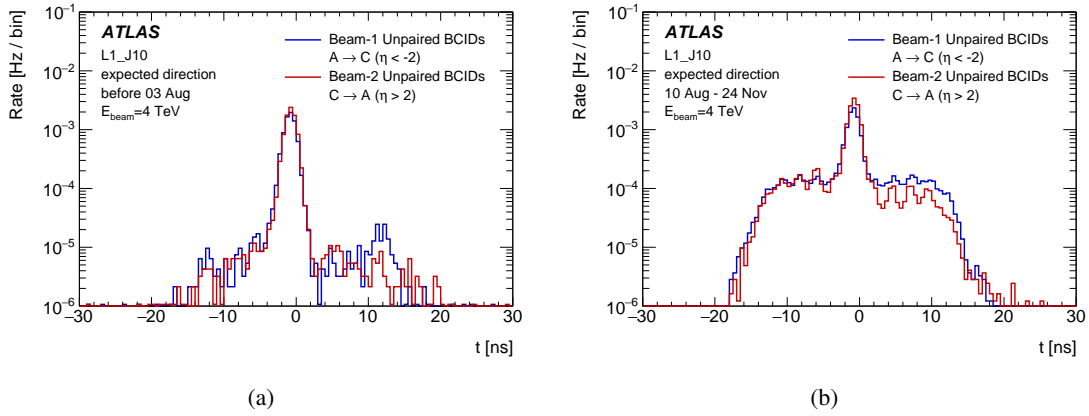 Rate [Hz / bin]
10⁻¹
10⁻²
10⁻³
10⁻⁴
10⁻⁵
10⁻⁶
ATLAS
L1_J10
expected direction
before 03 Aug
E_beam=4 TeV
Beam-1 Unpaired BCIDs
A → C (η < -2)
Beam-2 Unpaired BCIDs
C → A (η > 2)
−30 −20 −10 0 10 20 30
t [ns]
(a)
Rate [Hz / bin]
10⁻¹
10⁻²
10⁻³
10⁻⁴
10⁻⁵
10⁻⁶
ATLAS
L1_J10
expected direction
10 Aug - 24 Nov
E_beam=4 TeV
Beam-1 Unpaired BCIDs
A → C (η < -2)
Beam-2 Unpaired BCIDs
C → A (η > 2)
−30 −20 −10 0 10 20 30
t [ns]
(b)